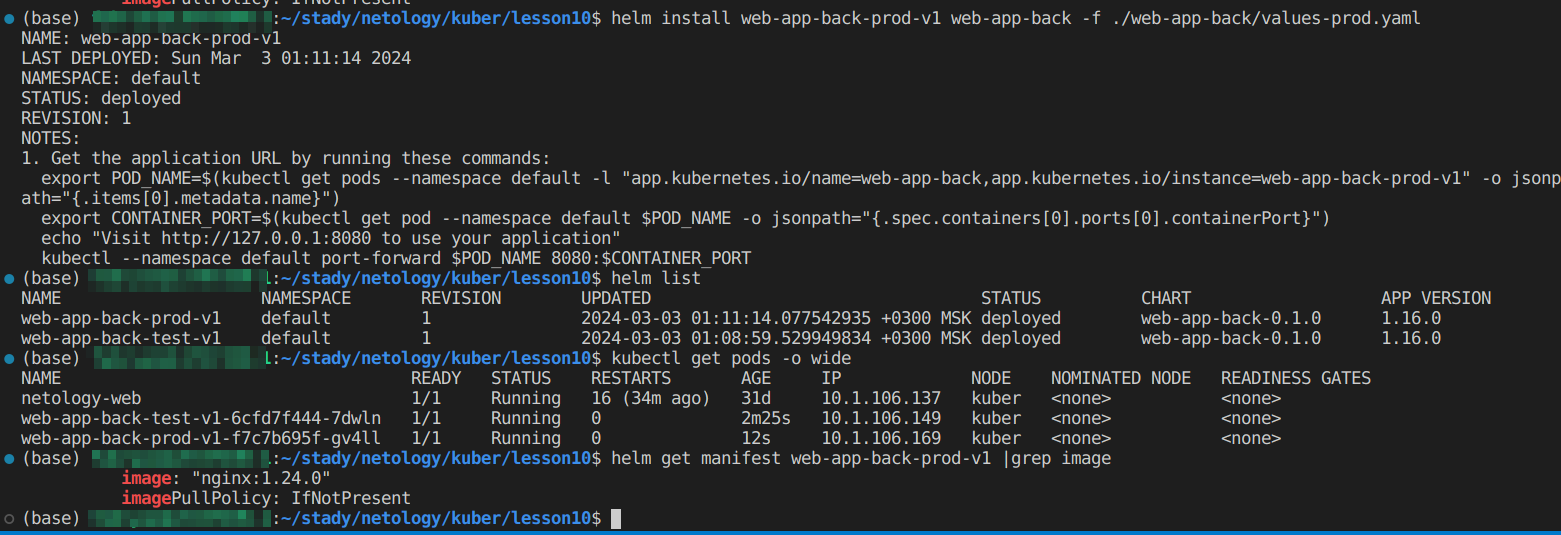 imagePullPolicy: IfNotPresent
(base) :~/stady/netology/kuber/lesson10$ helm install web-app-back-prod-v1 web-app-back -f ./web-app-back/values-prod.yaml
NAME: web-app-back-prod-v1
LAST DEPLOYED: Sun Mar  3 01:11:14 2024
NAMESPACE: default
STATUS: deployed
REVISION: 1
NOTES:
1. Get the application URL by running these commands:
  export POD_NAME=$(kubectl get pods --namespace default -l "app.kubernetes.io/name=web-app-back,app.kubernetes.io/instance=web-app-back-prod-v1" -o jsonp
ath="{.items[0].metadata.name}")
  export CONTAINER_PORT=$(kubectl get pod --namespace default $POD_NAME -o jsonpath="{.spec.containers[0].ports[0].containerPort}")
  echo "Visit http://127.0.0.1:8080 to use your application"
  kubectl --namespace default port-forward $POD_NAME 8080:$CONTAINER_PORT
(base) :~/stady/netology/kuber/lesson10$ helm list
NAME                    NAMESPACE       REVISION        UPDATED                                 STATUS          CHART                   APP VERSION
web-app-back-prod-v1    default         1               2024-03-03 01:11:14.077542935 +0300 MSK deployed        web-app-back-0.1.0      1.16.0
web-app-back-test-v1    default         1               2024-03-03 01:08:59.529949834 +0300 MSK deployed        web-app-back-0.1.0      1.16.0
(base) :~/stady/netology/kuber/lesson10$ kubectl get pods -o wide
NAME                                   READY   STATUS    RESTARTS       AGE     IP             NODE    NOMINATED NODE   READINESS GATES
netology-web                           1/1     Running   16 (34m ago)   31d     10.1.106.137   kuber   <none>           <none>
web-app-back-test-v1-6cfd7f444-7dwln   1/1     Running   0              2m25s   10.1.106.149   kuber   <none>           <none>
web-app-back-prod-v1-f7c7b695f-gv4ll   1/1     Running   0              12s     10.1.106.169   kuber   <none>           <none>
(base) :~/stady/netology/kuber/lesson10$ helm get manifest web-app-back-prod-v1 |grep image
          image: "nginx:1.24.0"
          imagePullPolicy: IfNotPresent
(base) :~/stady/netology/kuber/lesson10$